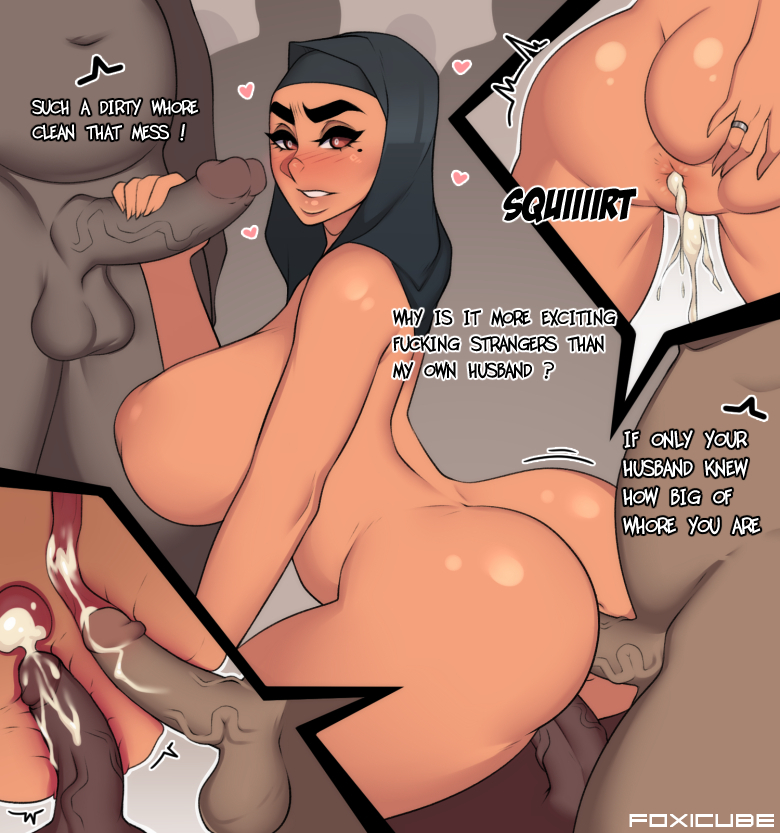 SUCH A DIRTY WHORE
CLEAN THAT MESS !
SQUIIIIRT
WHY IS IT MORE EXCITING
FUCKING STRANGERS THAN
MY OWN HUSBAND ?
IF ONLY YOUR
HUSBAND KNEW
HOW BIG OF
WHORE YOU ARE
FOXICUBE